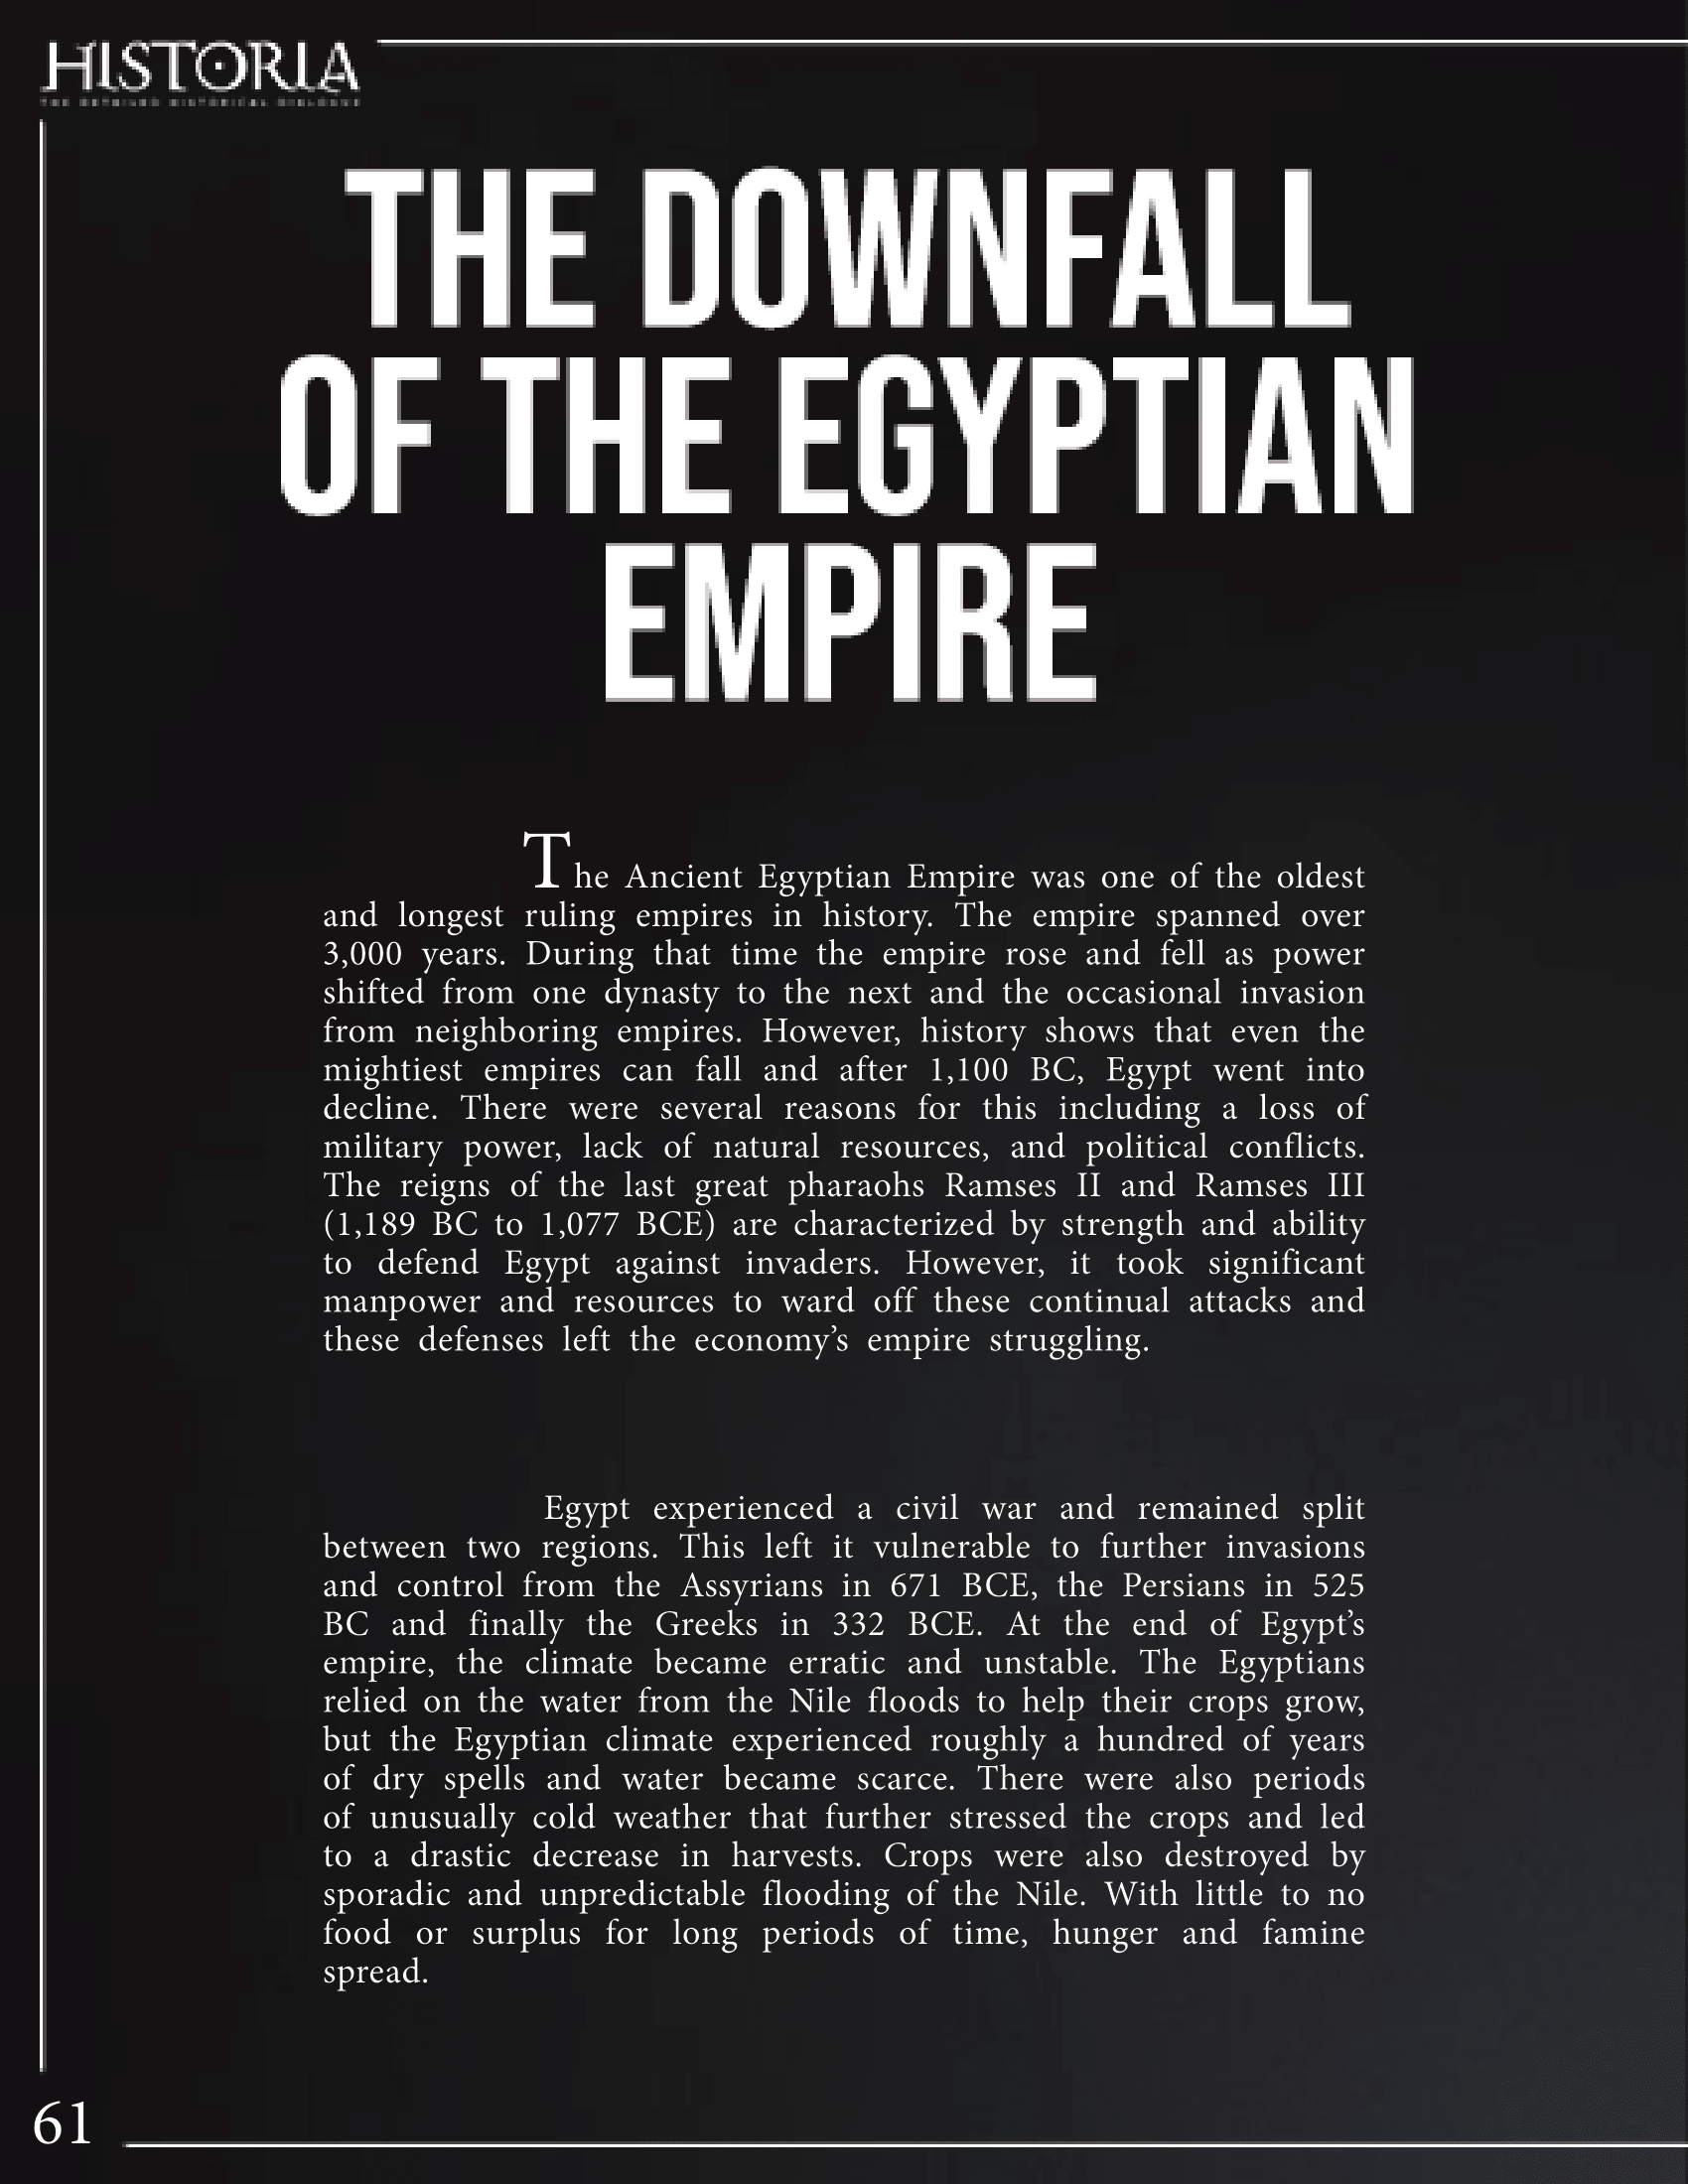 HISTORIA
THE DOWNFALL
OF THE EGYPTIAN
EMPIRE
The Ancient Egyptian Empire was one of the oldest
and longest ruling empires in history. The empire spanned over
3,000 years. During that time the empire rose and fell as power
shifted from one dynasty to the next and the occasional invasion
from neighboring empires. However, history shows that even the
mightiest empires can fall and after 1,100 BC, Egypt went into
decline. There were several reasons for this including a loss of
military power, lack of natural resources, and political conflicts.
The reigns of the last great pharaohs Ramses II and Ramses III
(1,189 BC to 1,077 BCE) are characterized by strength and ability
to defend Egypt against invaders. However, it took significant
manpower and resources to ward off these continual attacks and
these defenses left the economy’s empire struggling.
Egypt experienced a civil war and remained split
between two regions. This left it vulnerable to further invasions
and control from the Assyrians in 671 BCE, the Persians in 525
BC and finally the Greeks in 332 BCE. At the end of Egypt’s
empire, the climate became erratic and unstable. The Egyptians
relied on the water from the Nile floods to help their crops grow,
but the Egyptian climate experienced roughly a hundred of years
of dry spells and water became scarce. There were also periods
of unusually cold weather that further stressed the crops and led
to a drastic decrease in harvests. Crops were also destroyed by
sporadic and unpredictable flooding of the Nile. With little to no
food or surplus for long periods of time, hunger and famine
spread.
61